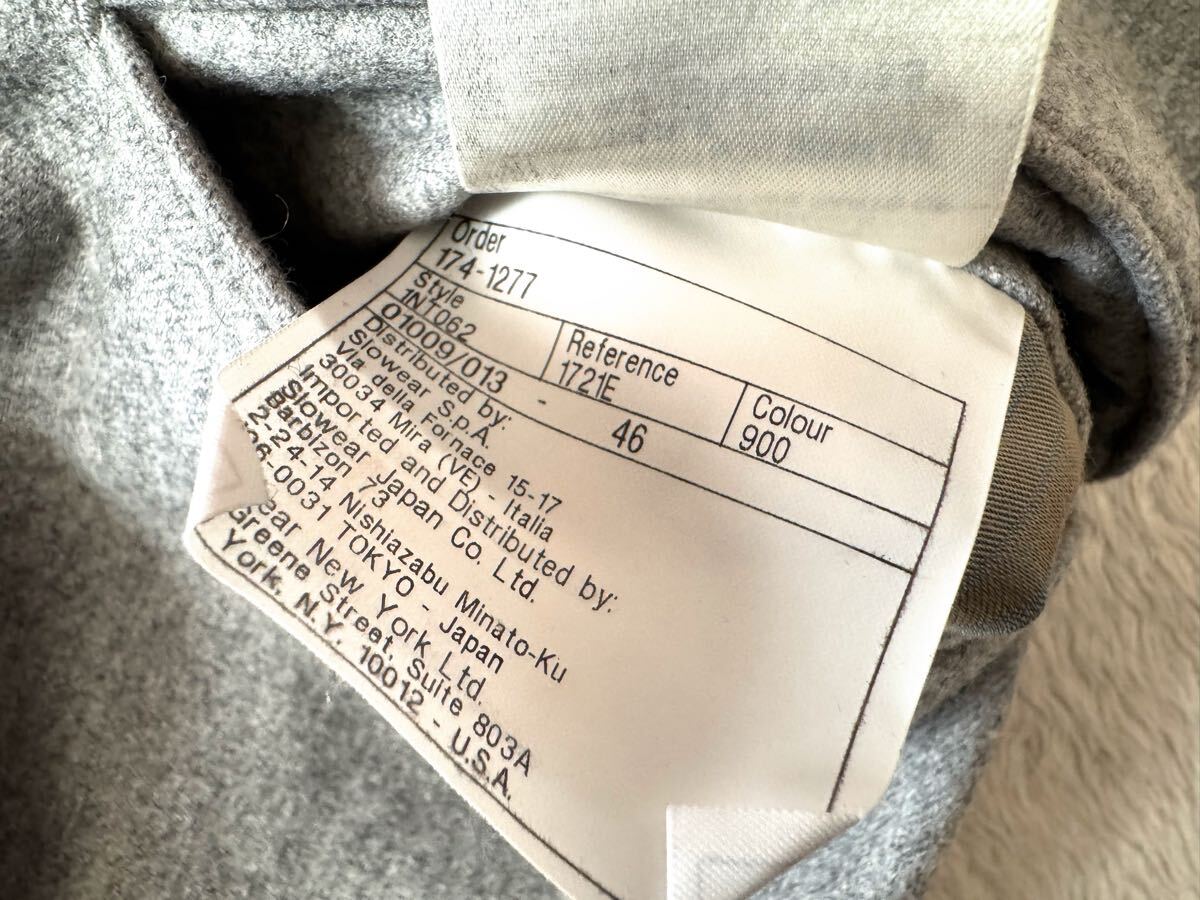 Order
174-1277
Style
1NT062
Reference
1721E
Colour
900
01009/013 - 46
Distributed by:
Slowear S.p.A.
Via della Fornace 15-17
30034 Mira (VE) - Italia
Imported and Distributed by:
Slowear Japan Co. Ltd.
Barbizon 73
2-24-14 Nishiazabu Minato-Ku
6-0031 TOKYO - Japan
ear New York Ltd.
Greene Street, Suite 803A
York, N.Y. 10012 - U.S.A.